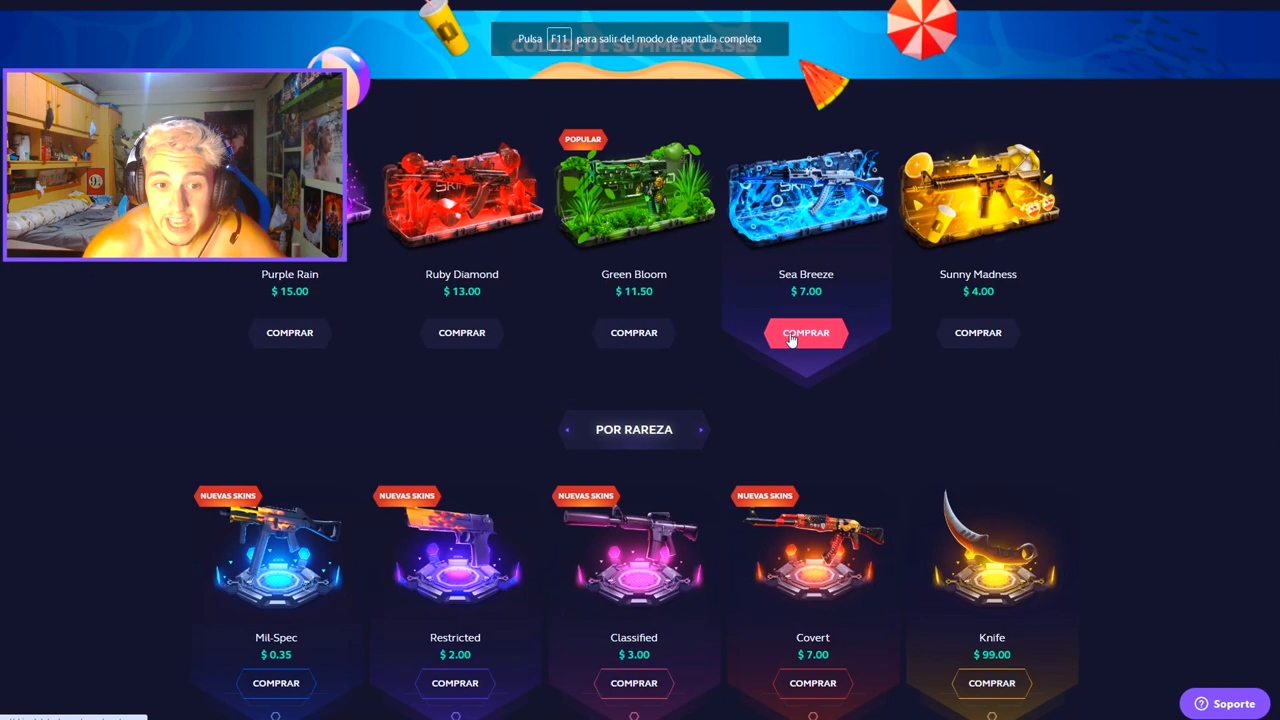 Pulsa F11 para salir del modo de pantalla completa
COLORFUL SUMMER CASES
POPULAR
Purple Rain
$ 15.00
COMPRAR
Ruby Diamond
$ 13.00
COMPRAR
Green Bloom
$ 11.50
COMPRAR
Sea Breeze
$ 7.00
COMPRAR
Sunny Madness
$ 4.00
COMPRAR
POR RAREZA
NUEVAS SKINS
Mil-Spec
$ 0.35
COMPRAR
NUEVAS SKINS
Restricted
$ 2.00
COMPRAR
NUEVAS SKINS
Classified
$ 3.00
COMPRAR
NUEVAS SKINS
Covert
$ 7.00
COMPRAR
Knife
$ 99.00
COMPRAR
Soporte